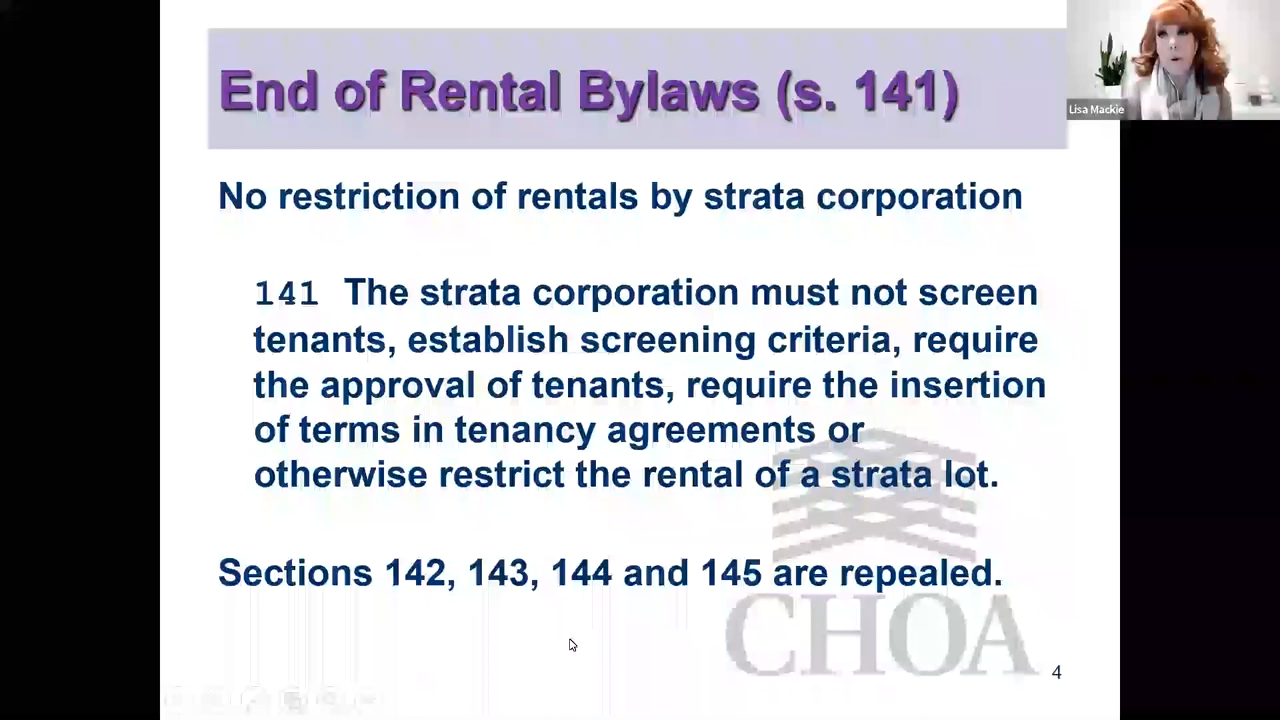 End of Rental Bylaws (s. 141)
Lisa Mackie
No restriction of rentals by strata corporation
141 The strata corporation must not screen
tenants, establish screening criteria, require
the approval of tenants, require the insertion
of terms in tenancy agreements or
otherwise restrict the rental of a strata lot.
Sections 142, 143, 144 and 145 are repealed.
CHOA
4